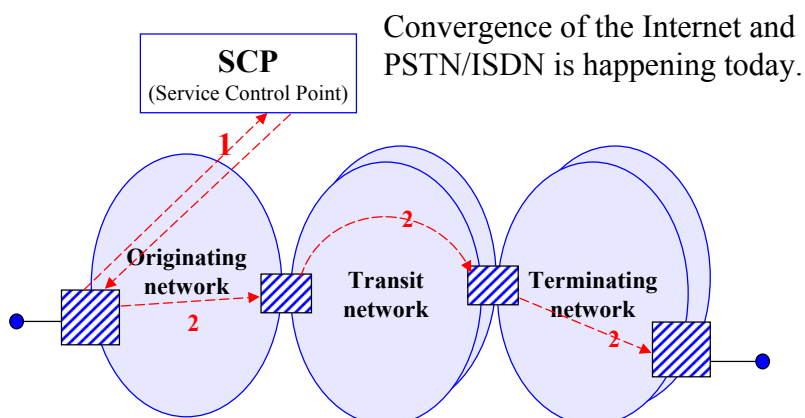 Convergence of the Internet and
PSTN/ISDN is happening today.
SCP
(Service Control Point)
1
2
Originating
network
2
Transit
network
Terminating
network
2